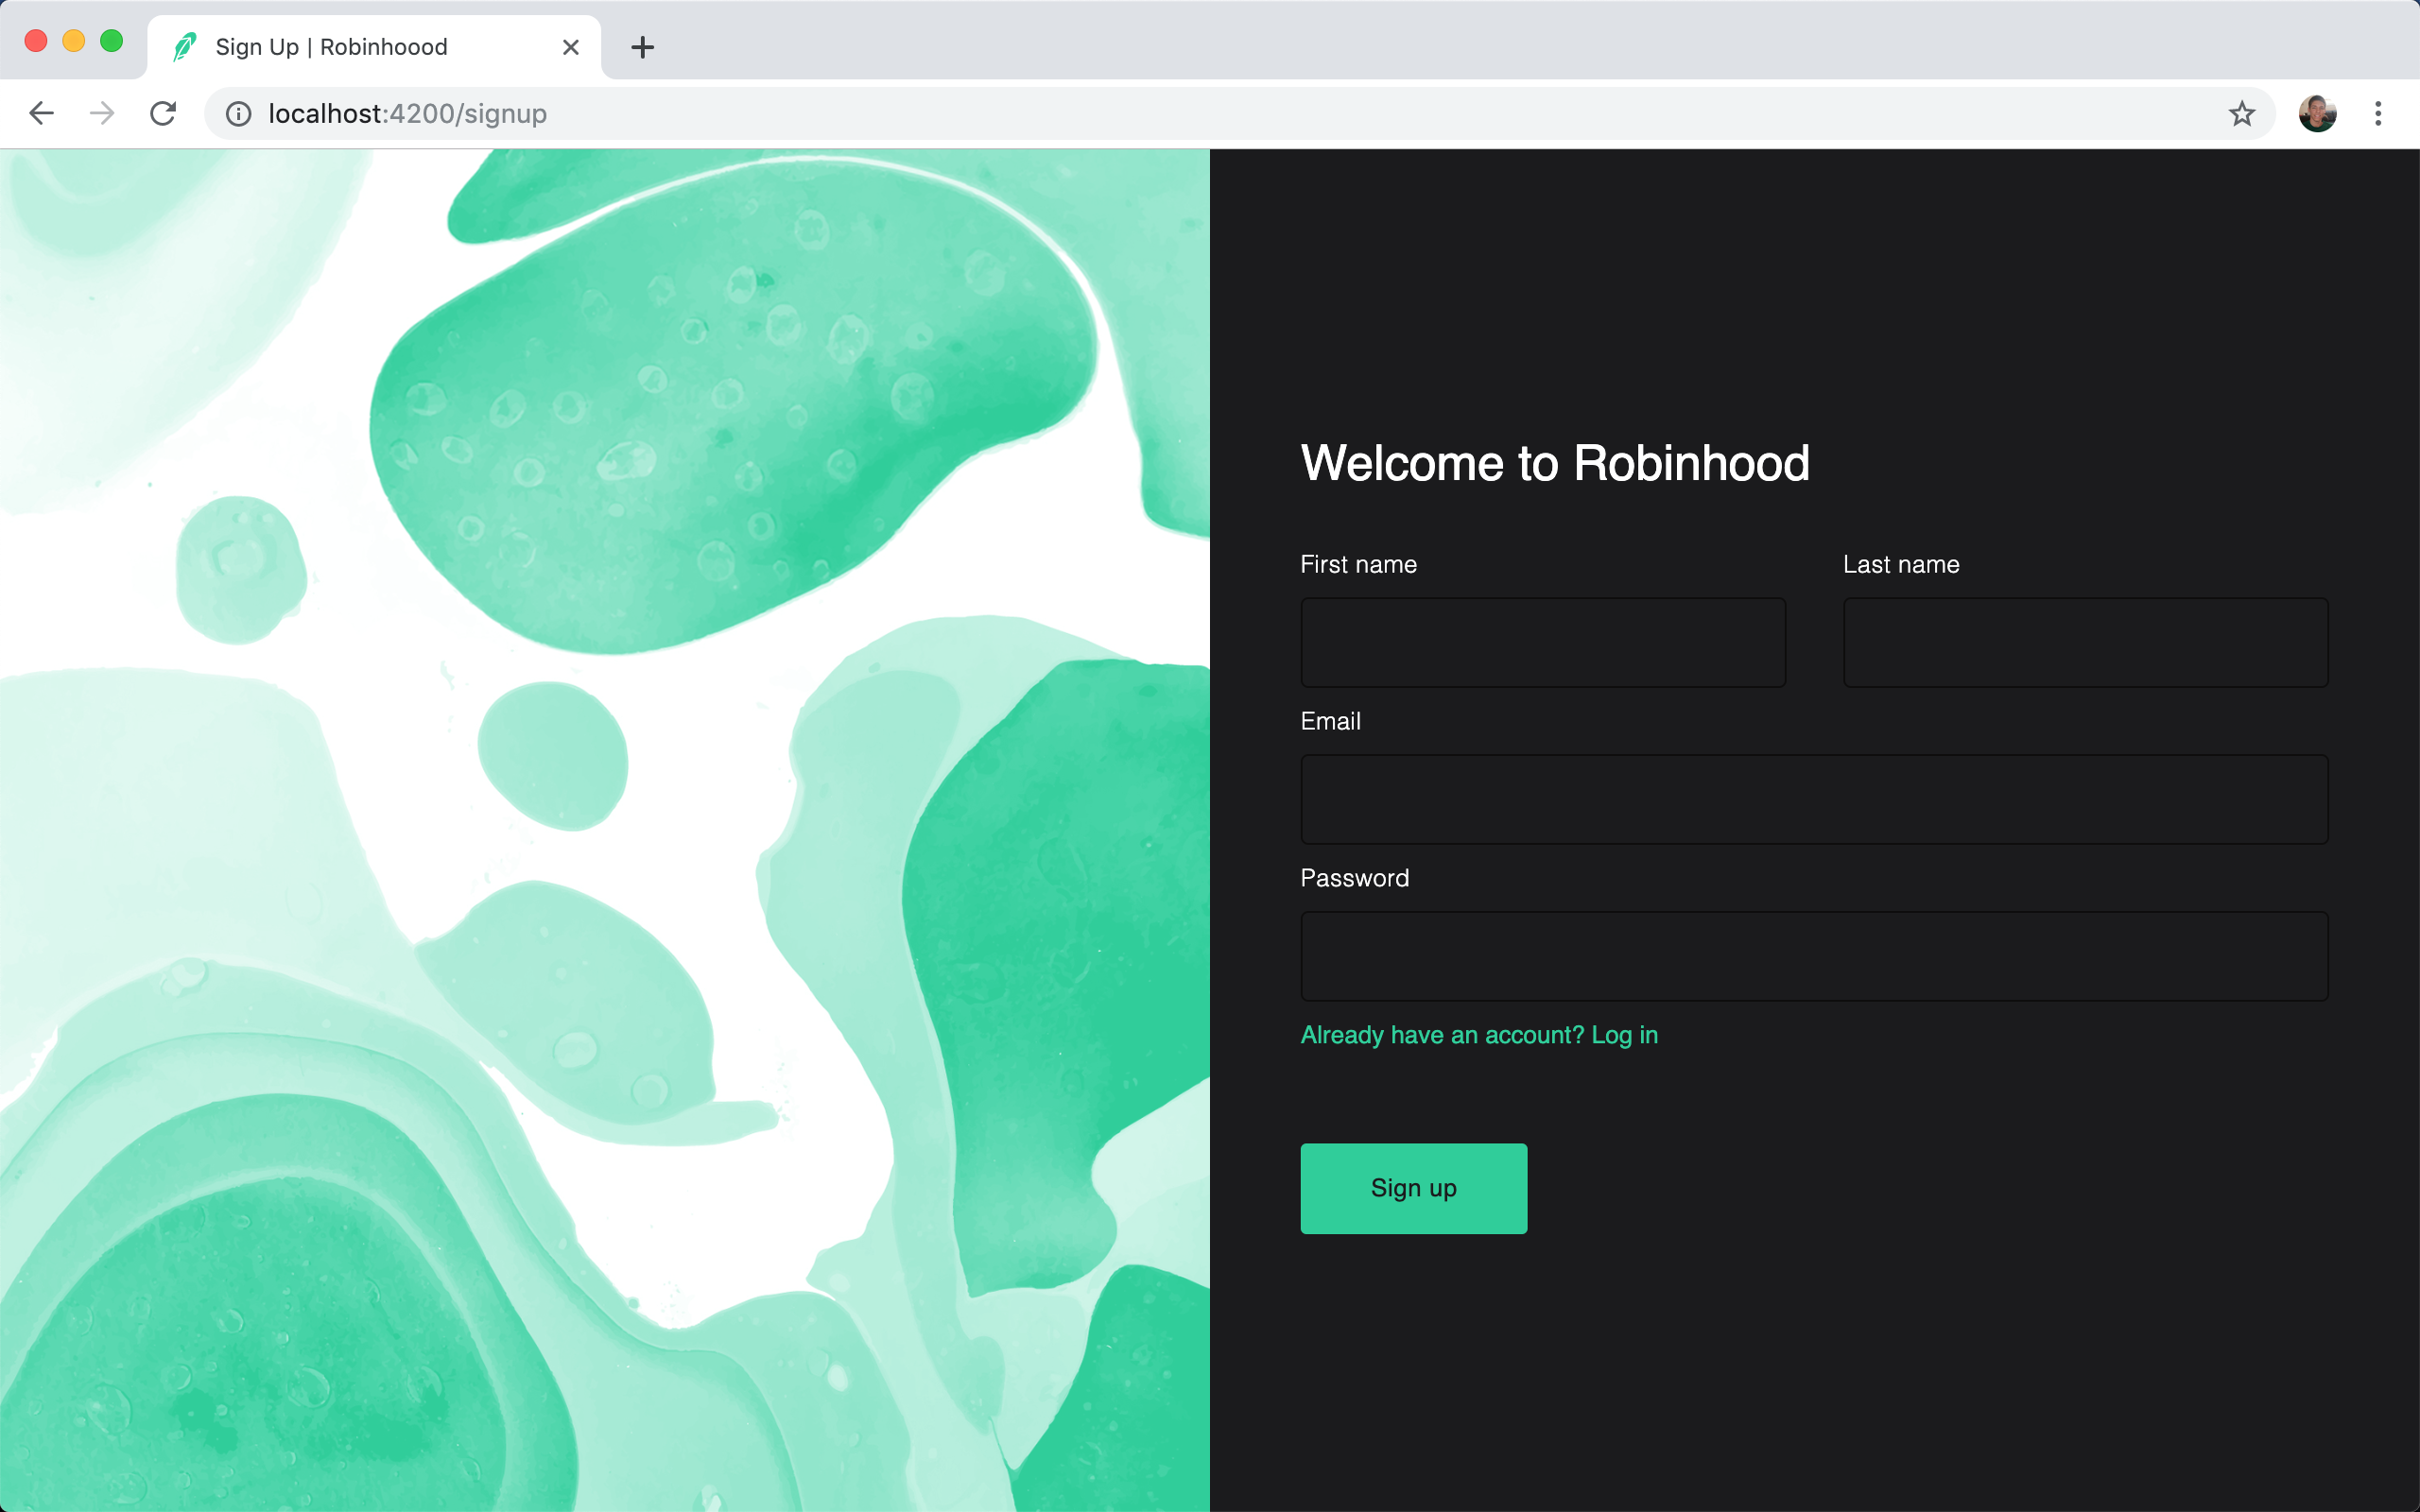 Sign Up | Robinhoood
localhost:4200/signup
Welcome to Robinhood
First name
Last name
Email
Password
Already have an account? Log in
Sign up